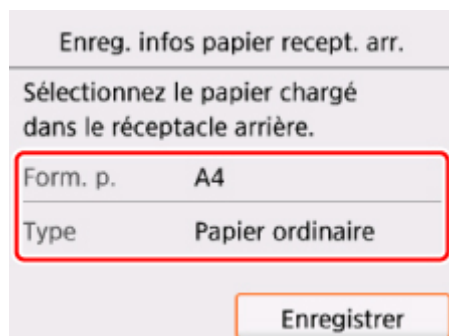 Enreg. infos papier recept. arr.
Sélectionnez le papier chargé
dans le réceptacle arrière.
Form. p. A4
Type Papier ordinaire
Enregistrer